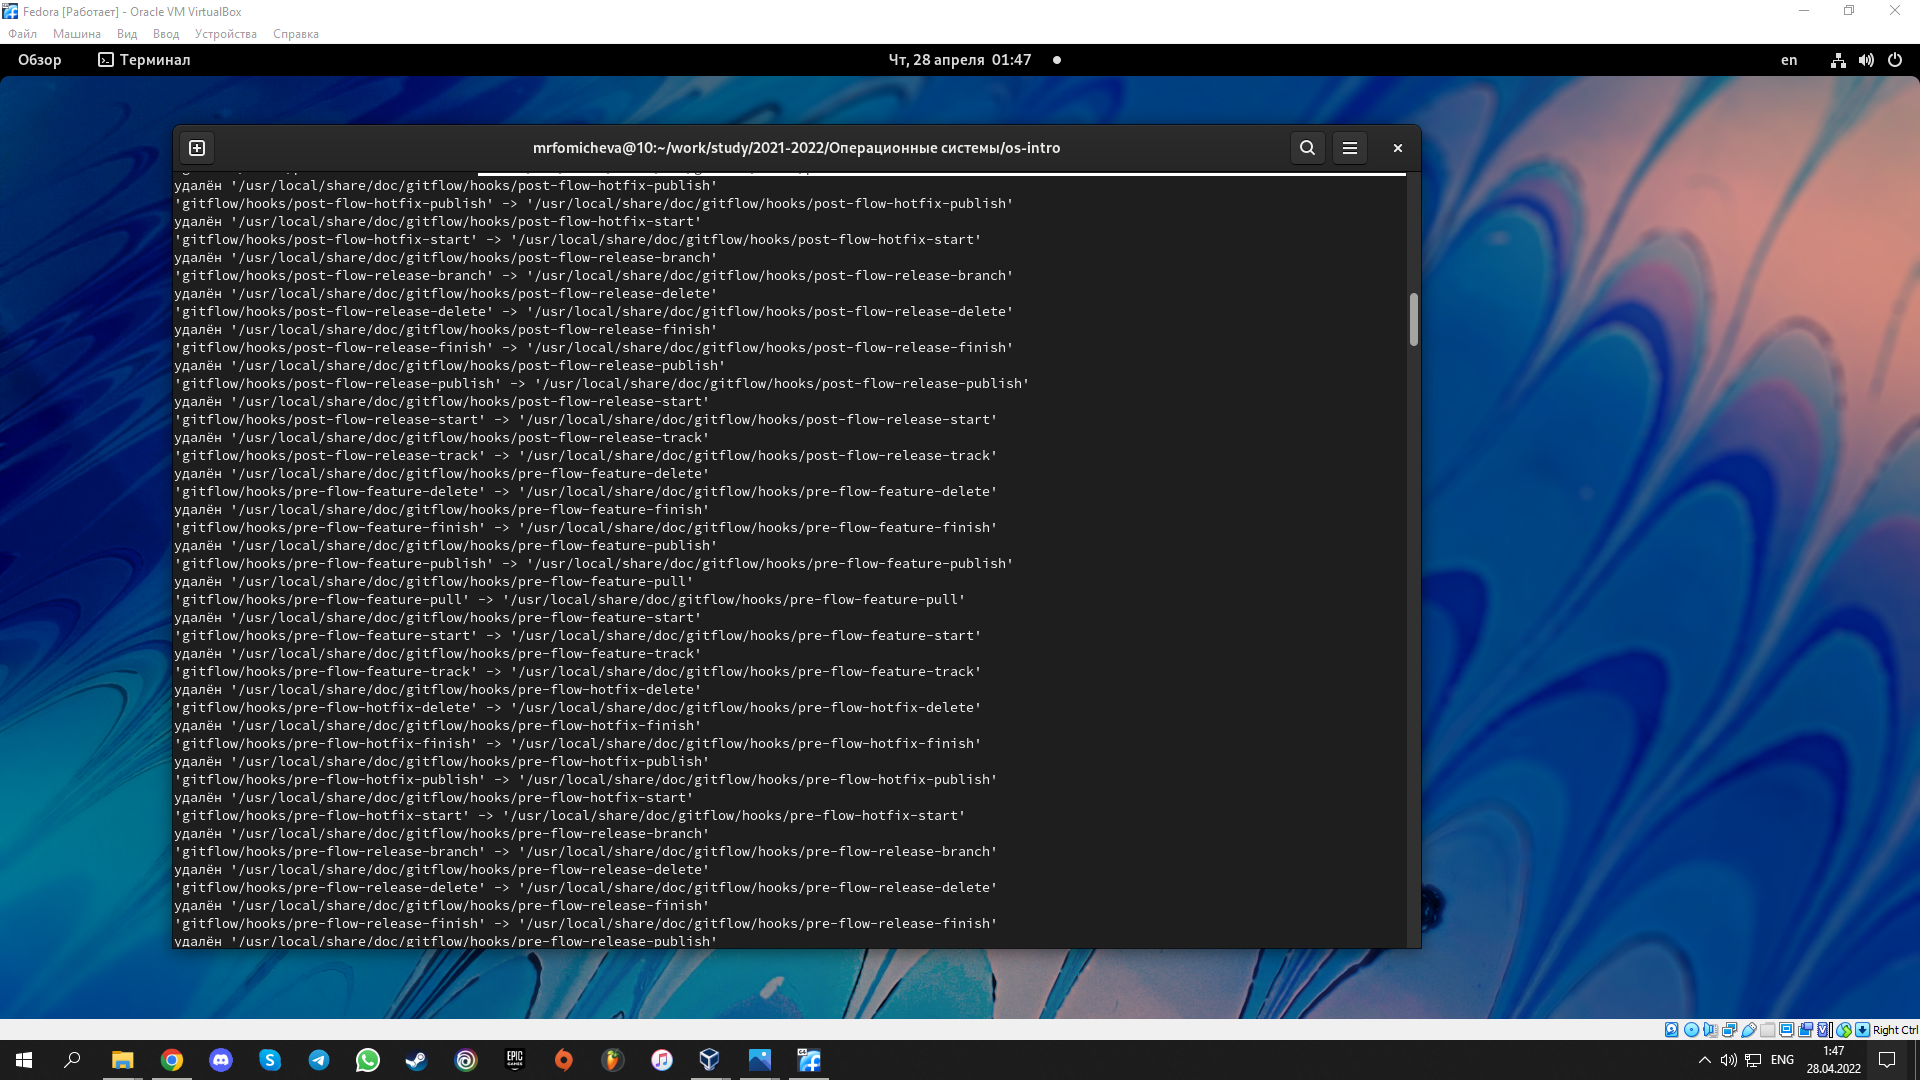 Fedora [Работает] - Oracle VM VirtualBox
Файл Машина Вид Ввод Устройства Справка
Обзор Терминал Чт, 28 апреля 01:47 en
mrfomicheva@10:~/work/study/2021-2022/Операционные системы/os-intro
удалён '/usr/local/share/doc/gitflow/hooks/post-flow-hotfix-publish'
'gitflow/hooks/post-flow-hotfix-publish' -> '/usr/local/share/doc/gitflow/hooks/post-flow-hotfix-publish'
удалён '/usr/local/share/doc/gitflow/hooks/post-flow-hotfix-start'
'gitflow/hooks/post-flow-hotfix-start' -> '/usr/local/share/doc/gitflow/hooks/post-flow-hotfix-start'
удалён '/usr/local/share/doc/gitflow/hooks/post-flow-release-branch'
'gitflow/hooks/post-flow-release-branch' -> '/usr/local/share/doc/gitflow/hooks/post-flow-release-branch'
удалён '/usr/local/share/doc/gitflow/hooks/post-flow-release-delete'
'gitflow/hooks/post-flow-release-delete' -> '/usr/local/share/doc/gitflow/hooks/post-flow-release-delete'
удалён '/usr/local/share/doc/gitflow/hooks/post-flow-release-finish'
'gitflow/hooks/post-flow-release-finish' -> '/usr/local/share/doc/gitflow/hooks/post-flow-release-finish'
удалён '/usr/local/share/doc/gitflow/hooks/post-flow-release-publish'
'gitflow/hooks/post-flow-release-publish' -> '/usr/local/share/doc/gitflow/hooks/post-flow-release-publish'
удалён '/usr/local/share/doc/gitflow/hooks/post-flow-release-start'
'gitflow/hooks/post-flow-release-start' -> '/usr/local/share/doc/gitflow/hooks/post-flow-release-start'
удалён '/usr/local/share/doc/gitflow/hooks/post-flow-release-track'
'gitflow/hooks/post-flow-release-track' -> '/usr/local/share/doc/gitflow/hooks/post-flow-release-track'
удалён '/usr/local/share/doc/gitflow/hooks/pre-flow-feature-delete'
'gitflow/hooks/pre-flow-feature-delete' -> '/usr/local/share/doc/gitflow/hooks/pre-flow-feature-delete'
удалён '/usr/local/share/doc/gitflow/hooks/pre-flow-feature-finish'
'gitflow/hooks/pre-flow-feature-finish' -> '/usr/local/share/doc/gitflow/hooks/pre-flow-feature-finish'
удалён '/usr/local/share/doc/gitflow/hooks/pre-flow-feature-publish'
'gitflow/hooks/pre-flow-feature-publish' -> '/usr/local/share/doc/gitflow/hooks/pre-flow-feature-publish'
удалён '/usr/local/share/doc/gitflow/hooks/pre-flow-feature-pull'
'gitflow/hooks/pre-flow-feature-pull' -> '/usr/local/share/doc/gitflow/hooks/pre-flow-feature-pull'
удалён '/usr/local/share/doc/gitflow/hooks/pre-flow-feature-start'
'gitflow/hooks/pre-flow-feature-start' -> '/usr/local/share/doc/gitflow/hooks/pre-flow-feature-start'
удалён '/usr/local/share/doc/gitflow/hooks/pre-flow-feature-track'
'gitflow/hooks/pre-flow-feature-track' -> '/usr/local/share/doc/gitflow/hooks/pre-flow-feature-track'
удалён '/usr/local/share/doc/gitflow/hooks/pre-flow-hotfix-delete'
'gitflow/hooks/pre-flow-hotfix-delete' -> '/usr/local/share/doc/gitflow/hooks/pre-flow-hotfix-delete'
удалён '/usr/local/share/doc/gitflow/hooks/pre-flow-hotfix-finish'
'gitflow/hooks/pre-flow-hotfix-finish' -> '/usr/local/share/doc/gitflow/hooks/pre-flow-hotfix-finish'
удалён '/usr/local/share/doc/gitflow/hooks/pre-flow-hotfix-publish'
'gitflow/hooks/pre-flow-hotfix-publish' -> '/usr/local/share/doc/gitflow/hooks/pre-flow-hotfix-publish'
удалён '/usr/local/share/doc/gitflow/hooks/pre-flow-hotfix-start'
'gitflow/hooks/pre-flow-hotfix-start' -> '/usr/local/share/doc/gitflow/hooks/pre-flow-hotfix-start'
удалён '/usr/local/share/doc/gitflow/hooks/pre-flow-release-branch'
'gitflow/hooks/pre-flow-release-branch' -> '/usr/local/share/doc/gitflow/hooks/pre-flow-release-branch'
удалён '/usr/local/share/doc/gitflow/hooks/pre-flow-release-delete'
'gitflow/hooks/pre-flow-release-delete' -> '/usr/local/share/doc/gitflow/hooks/pre-flow-release-delete'
удалён '/usr/local/share/doc/gitflow/hooks/pre-flow-release-finish'
'gitflow/hooks/pre-flow-release-finish' -> '/usr/local/share/doc/gitflow/hooks/pre-flow-release-finish'
удалён '/usr/local/share/doc/gitflow/hooks/pre-flow-release-publish'
Right Ctrl
EPIC GAMES
ENG
1:47
28.04.2022